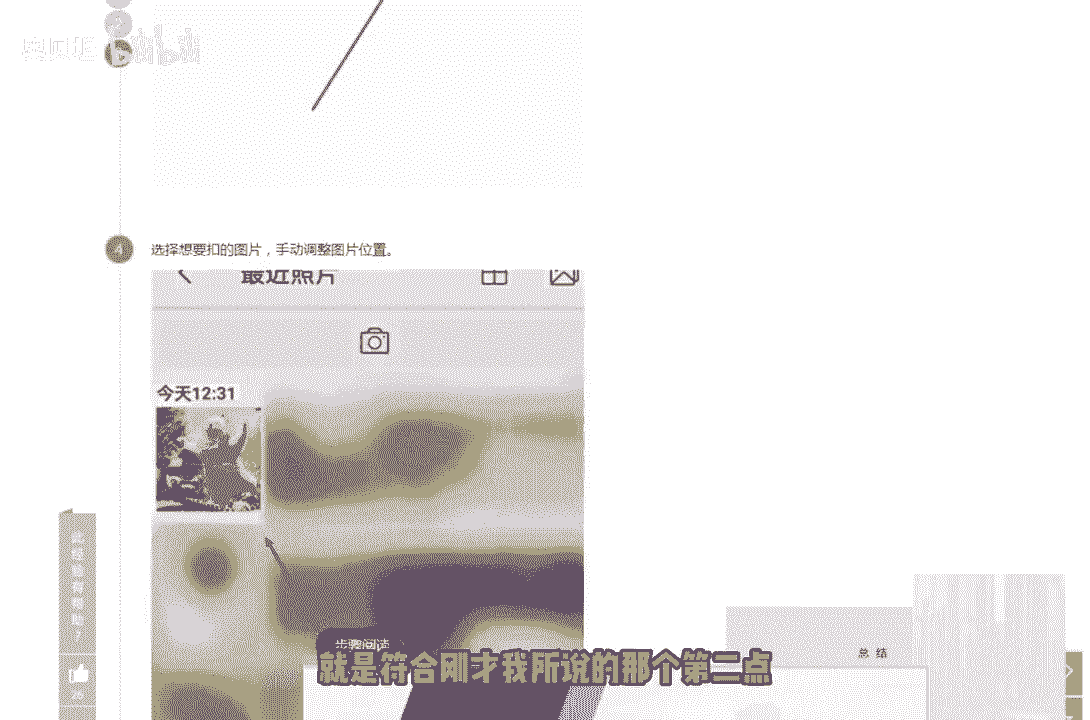 4
选择想要扣的图片，手动调整图片位置。
最近照片
今天12:31
步骤阅读
就是符合刚才我所说的那个第二点
总结